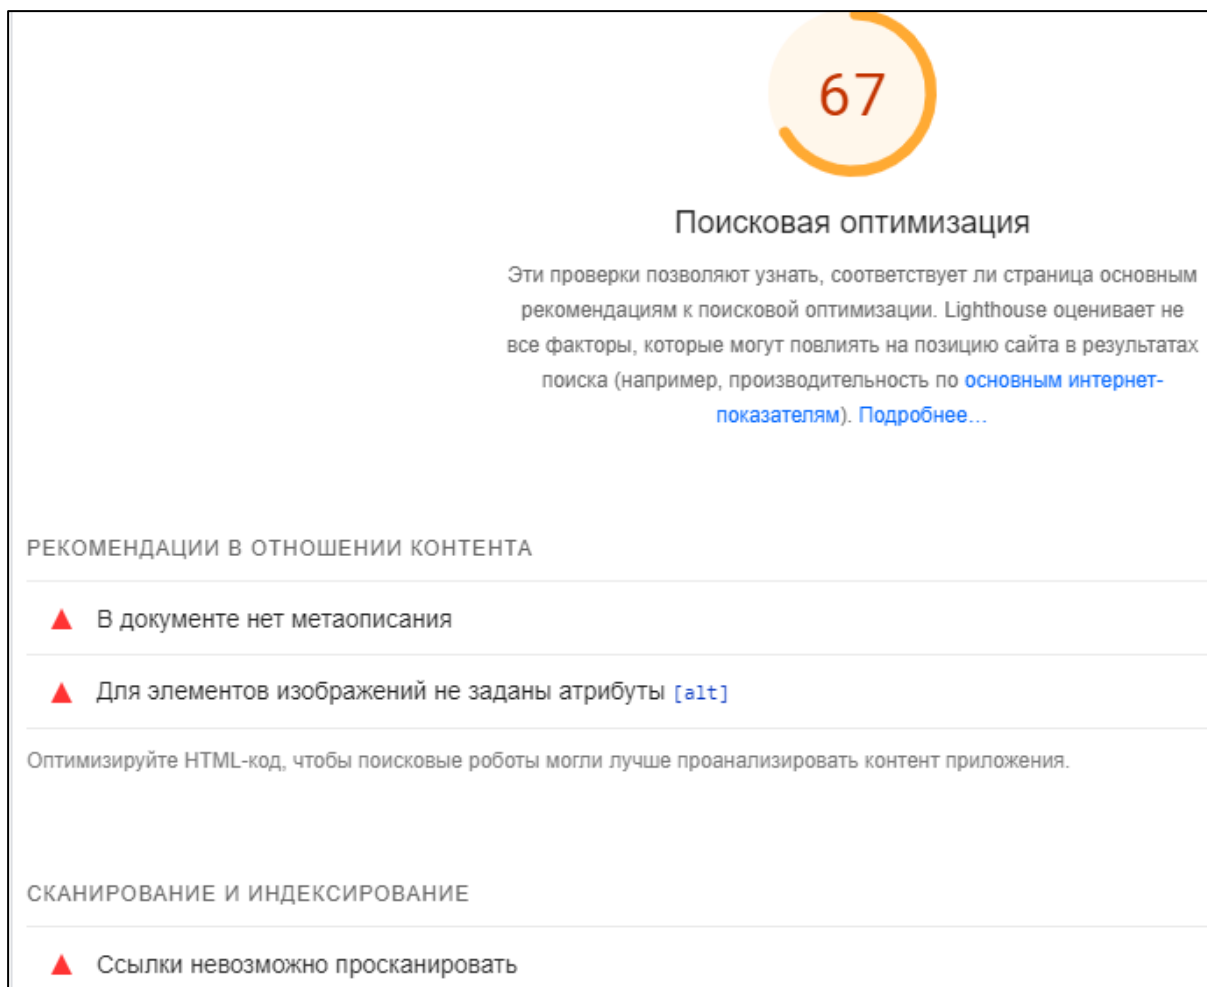 67
Поисковая оптимизация
Эти проверки позволяют узнать, соответствует ли страница основным
рекомендациям к поисковой оптимизации. Lighthouse оценивает не
все факторы, которые могут повлиять на позицию сайта в результатах
поиска (например, производительность по основным интернет-
показателям). Подробнее...
РЕКОМЕНДАЦИИ В ОТНОШЕНИИ КОНТЕНТА
В документе нет метаописания
Для элементов изображений не заданы атрибуты [alt]
Оптимизируйте HTML-код, чтобы поисковые роботы могли лучше проанализировать контент приложения.
СКАНИРОВАНИЕ И ИНДЕКСИРОВАНИЕ
Ссылки невозможно просканировать